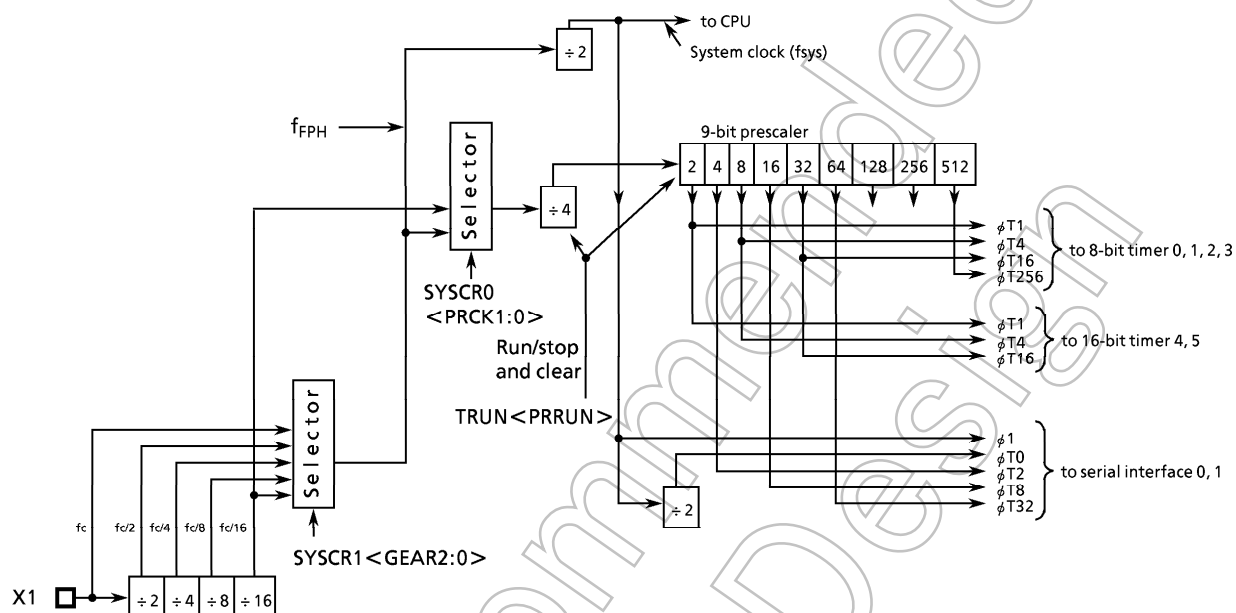 to CPU
÷2
System clock (fsys)
fFPH
9-bit prescaler
Selector
2 4 8 16 32 64 128 256 512
÷4
φT1
φT4
φT16
φT256
to 8-bit timer 0, 1, 2, 3
SYSCR0
<PRCK1:0>
φT1
φT4
φT16
to 16-bit timer 4, 5
Run/stop
and clear
Selector
TRUN<PRRUN>
φ1
φT0
φT2
φT8
φT32
to serial interface 0, 1
÷2
fc fc/2 fc/4 fc/8 fc/16
SYSCR1<GEAR2:0>
X1
÷2 ÷4 ÷8 ÷16
ommended
Design